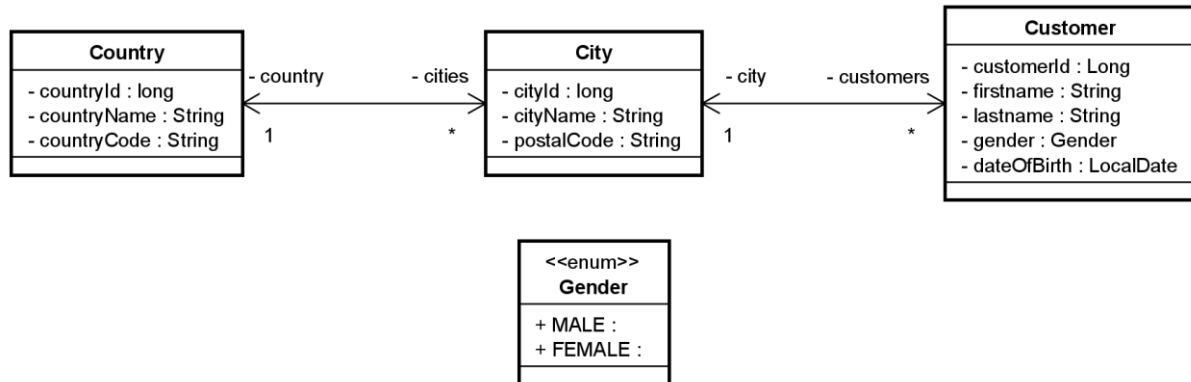 Country
- countryId : long
- countryName : String
- countryCode : String
- country
1
- cities
*
City
- cityId : long
- cityName : String
- postalCode : String
- city
1
- customers
*
Customer
- customerId : Long
- firstname : String
- lastname : String
- gender : Gender
- dateOfBirth : LocalDate
<<enum>>
Gender
+ MALE :
+ FEMALE :